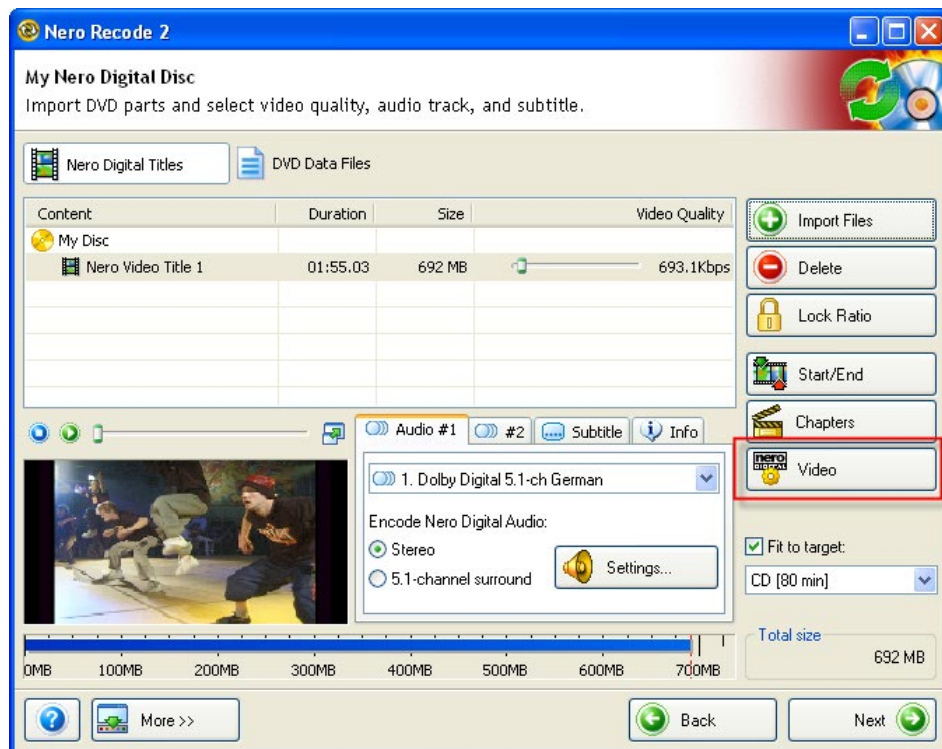 Nero Recode 2
My Nero Digital Disc
Import DVD parts and select video quality, audio track, and subtitle.
Nero Digital Titles
DVD Data Files
Content Duration Size Video Quality
My Disc
Nero Video Title 1 01:55.03 692 MB 693.1Kbps
Import Files
Delete
Lock Ratio
Start/End
Chapters
nero DIGITAL Video
Audio #1 #2 Subtitle Info
1. Dolby Digital 5.1-ch German
Encode Nero Digital Audio:
Stereo
5.1-channel surround
Settings...
Fit to target:
CD [80 min]
Total size
692 MB
0MB 100MB 200MB 300MB 400MB 500MB 600MB 700MB
More >>
Back
Next